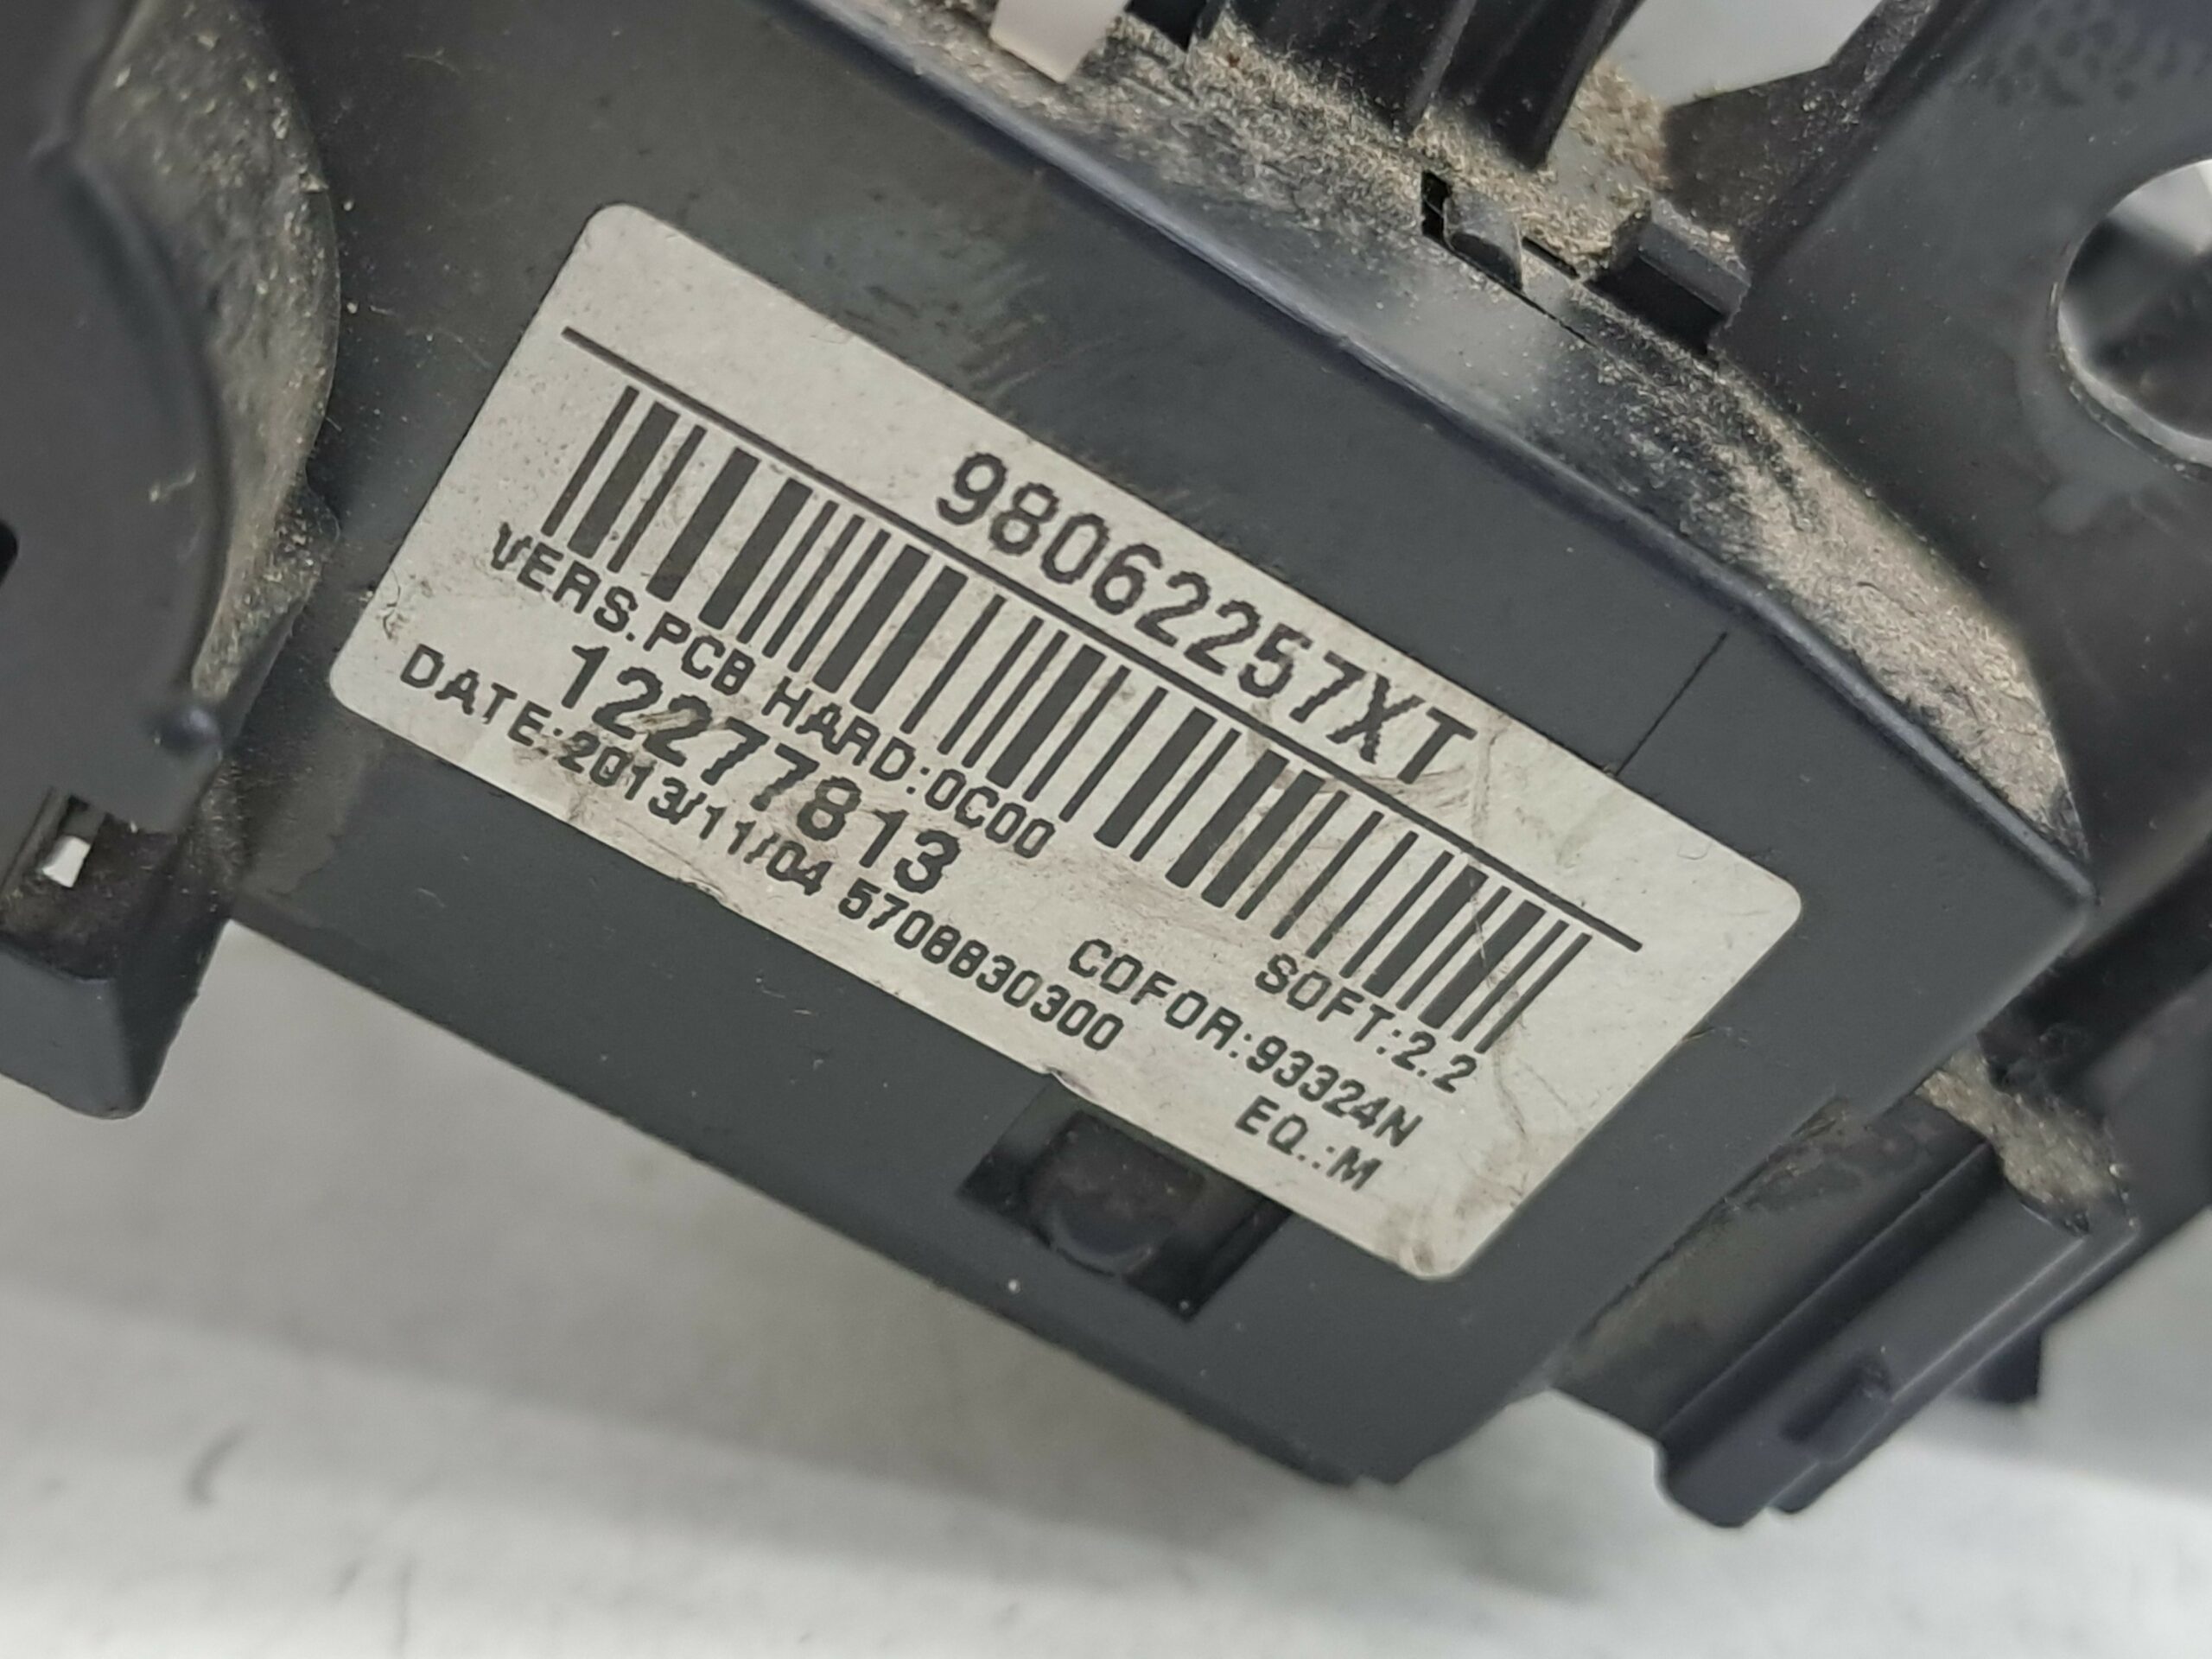 98062257XT
VERS.PCB HARD:0C00 SOFT:2.2
12277813 COFOR:93324N
DATE:2013/11/04 5708830300 EQ.:M